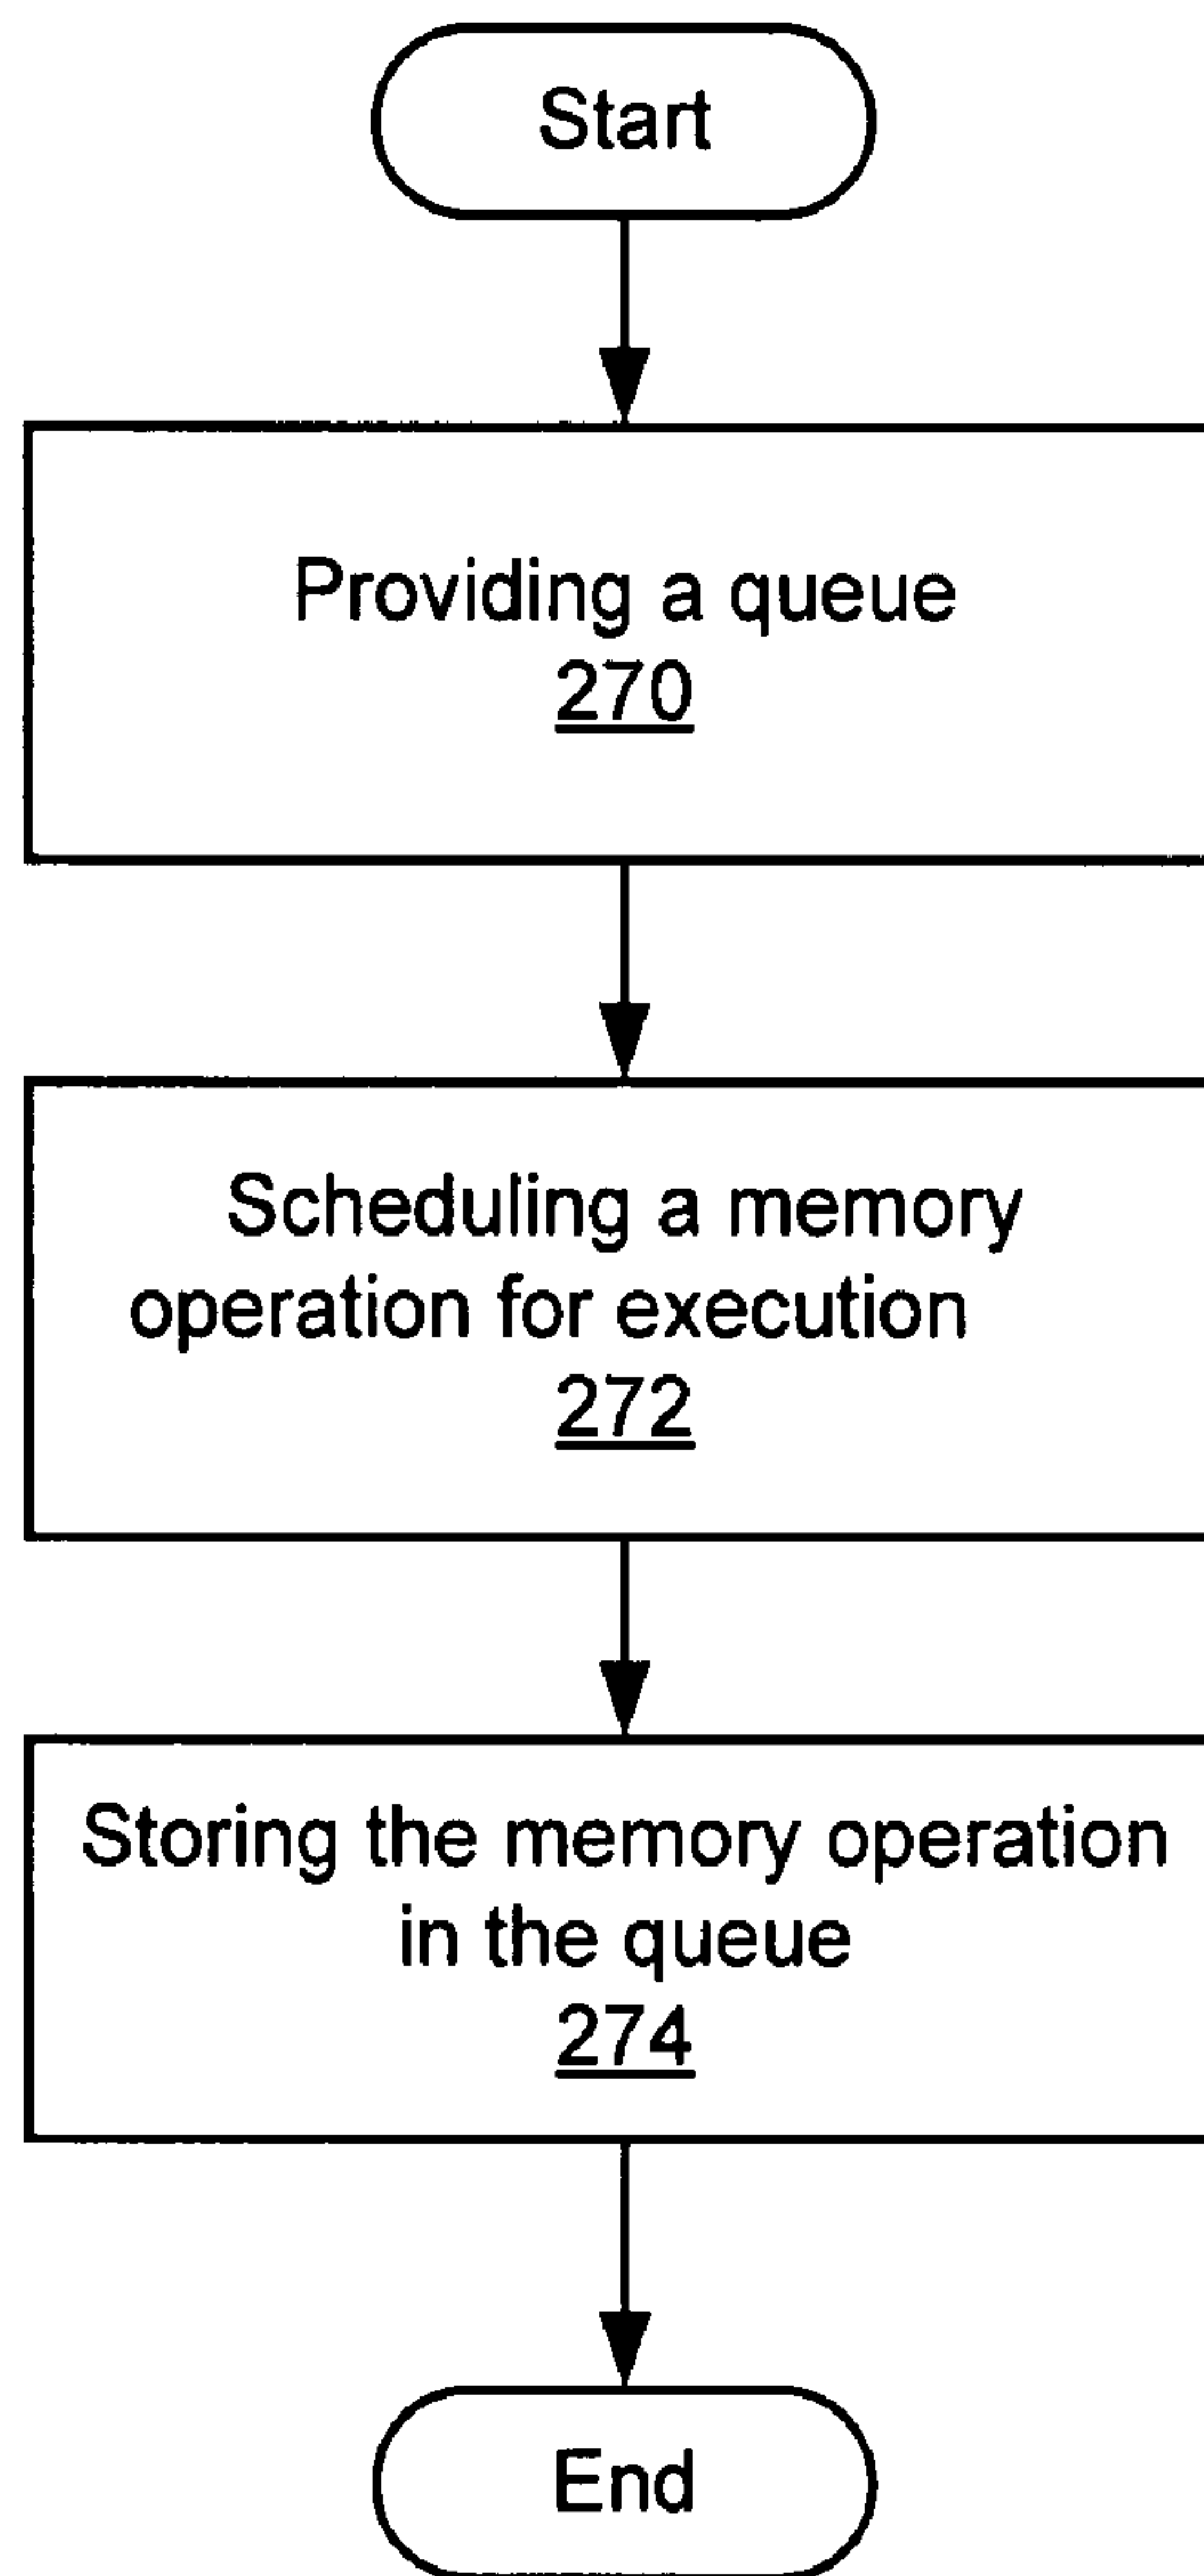 Start
Providing a queue
270
Scheduling a memory
operation for execution
272
Storing the memory operation
in the queue
274
End